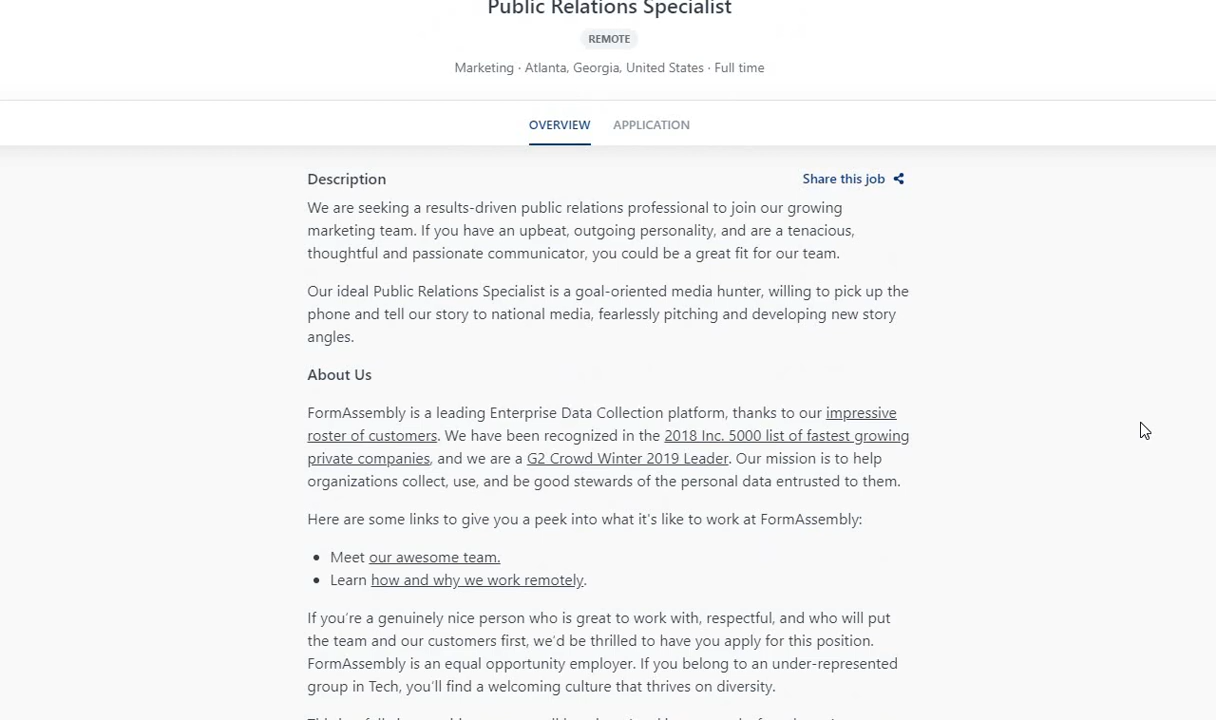 Public Relations Specialist
REMOTE
Marketing · Atlanta, Georgia, United States · Full time
OVERVIEW APPLICATION
Description Share this job
We are seeking a results-driven public relations professional to join our growing
marketing team. If you have an upbeat, outgoing personality, and are a tenacious,
thoughtful and passionate communicator, you could be a great fit for our team.
Our ideal Public Relations Specialist is a goal-oriented media hunter, willing to pick up the
phone and tell our story to national media, fearlessly pitching and developing new story
angles.
About Us
FormAssembly is a leading Enterprise Data Collection platform, thanks to our impressive
roster of customers. We have been recognized in the 2018 Inc. 5000 list of fastest growing
private companies, and we are a G2 Crowd Winter 2019 Leader. Our mission is to help
organizations collect, use, and be good stewards of the personal data entrusted to them.
Here are some links to give you a peek into what it's like to work at FormAssembly:
• Meet our awesome team.
• Learn how and why we work remotely.
If you're a genuinely nice person who is great to work with, respectful, and who will put
the team and our customers first, we'd be thrilled to have you apply for this position.
FormAssembly is an equal opportunity employer. If you belong to an under-represented
group in Tech, you'll find a welcoming culture that thrives on diversity.